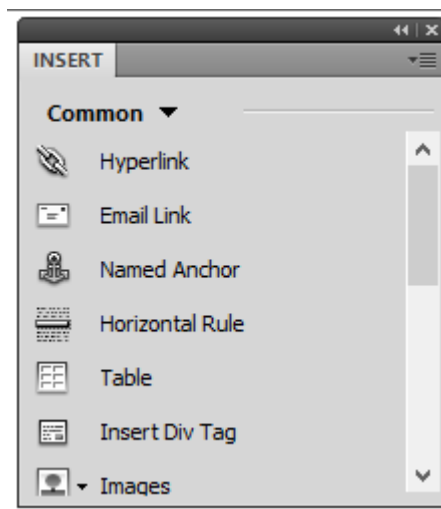 INSERT
Common
Hyperlink
Email Link
Named Anchor
Horizontal Rule
Table
Insert Div Tag
Images